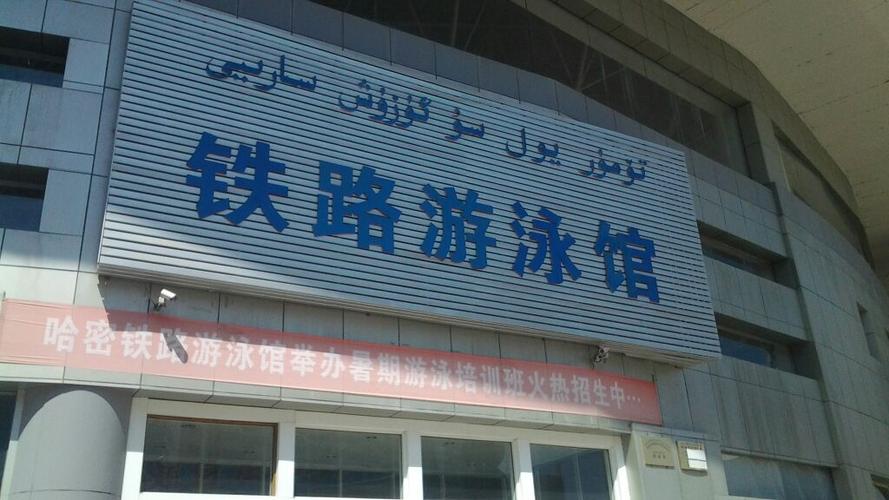 تۆمۈر يول سۇ ئۈزۈش سارىيى
铁路游泳馆
哈密铁路游泳馆举办暑期游泳培训班火热招生中…